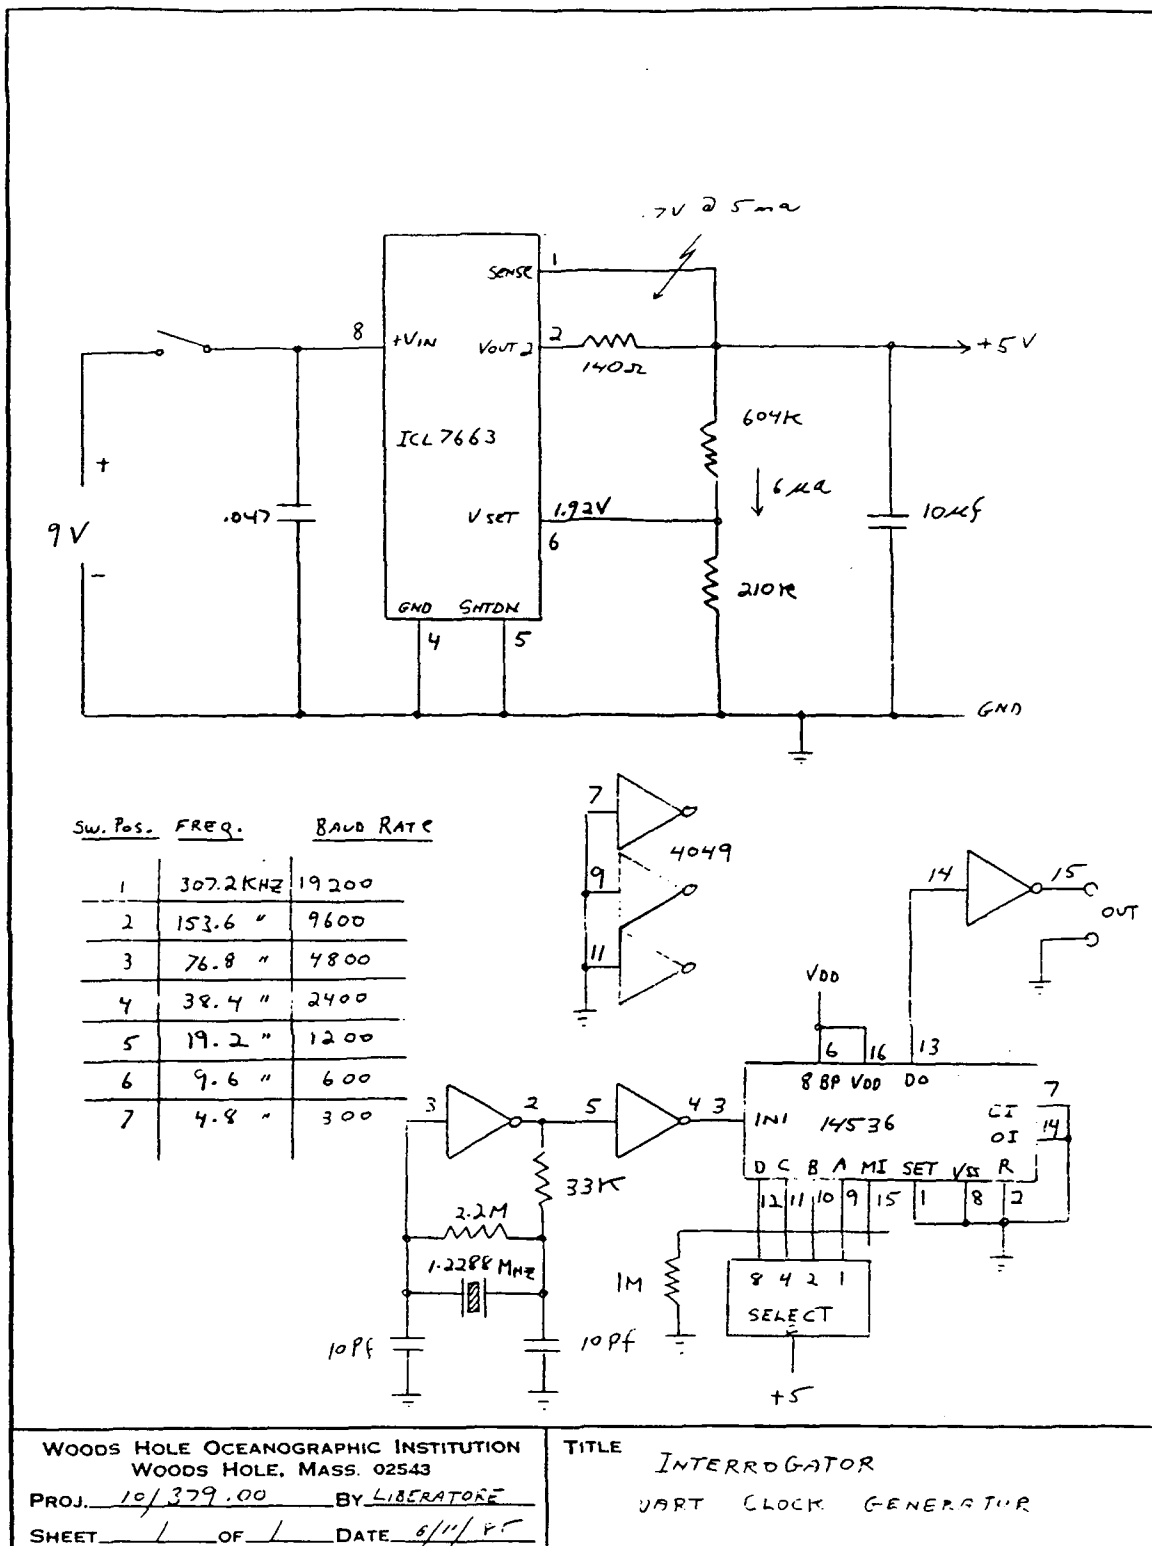 .7V @ 5ma
SENSE 1
8 +VIN VOUT 2 2 140Ω +5V
604K
ICL7663
6 μa
+ 9V -
.047
V SET 1.92V 6
10μf
210K
GND SHTDN
4 5
GND
SW. POS. FREQ. BAUD RATE
1 307.2KHZ 19200
2 153.6 " 9600
3 76.8 " 4800
4 38.4 " 2400
5 19.2 " 1200
6 9.6 " 600
7 4.8 " 300
7
4049
9
11
14 15
OUT
VDD
6 16 13
8 BP VDD DO
3 2 5 4 3 IN1 14536 CI 7
OI 14
D C B A MI SET VSS R
12 11 10 9 15 1 8 2
33K
2.2M
1.2288 MHZ
10Pf 10Pf
1M
8 4 2 1
SELECT
+5
WOODS HOLE OCEANOGRAPHIC INSTITUTION
WOODS HOLE, MASS. 02543
PROJ. 10/379.00 BY LIBERATORE
SHEET 1 OF 1 DATE 6/11/85
TITLE INTERROGATOR
UART CLOCK GENERATOR